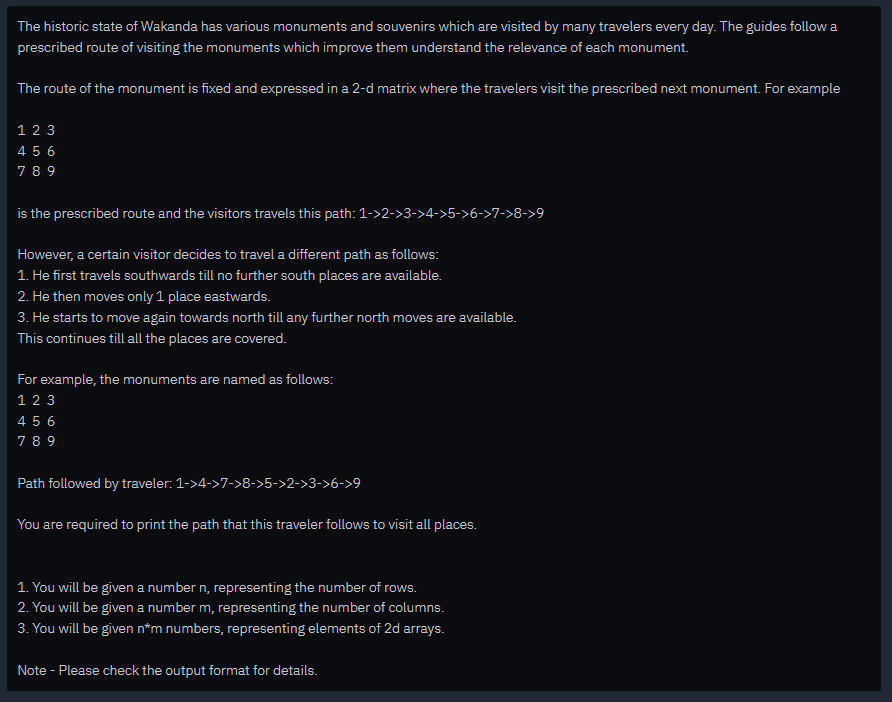 The historic state of Wakanda has various monuments and souvenirs which are visited by many travelers every day. The guides follow a
prescribed route of visiting the monuments which improve them understand the relevance of each monument.
The route of the monument is fixed and expressed in a 2-d matrix where the travelers visit the prescribed next monument. For example
1 2 3
4 5 6
7 8 9
is the prescribed route and the visitors travels this path: 1->2->3->4->5->6->7->8->9
However, a certain visitor decides to travel a different path as follows:
1. He first travels southwards till no further south places are available.
2. He then moves only 1 place eastwards.
3. He starts to move again towards north till any further north moves are available.
This continues till all the places are covered.
For example, the monuments are named as follows:
1 2 3
4 5 6
7 8 9
Path followed by traveler: 1->4->7->8->5->2->3->6->9
You are required to print the path that this traveler follows to visit all places.
1. You will be given a number n, representing the number of rows.
2. You will be given a number m, representing the number of columns.
3. You will be given n*m numbers, representing elements of 2d arrays.
Note - Please check the output format for details.